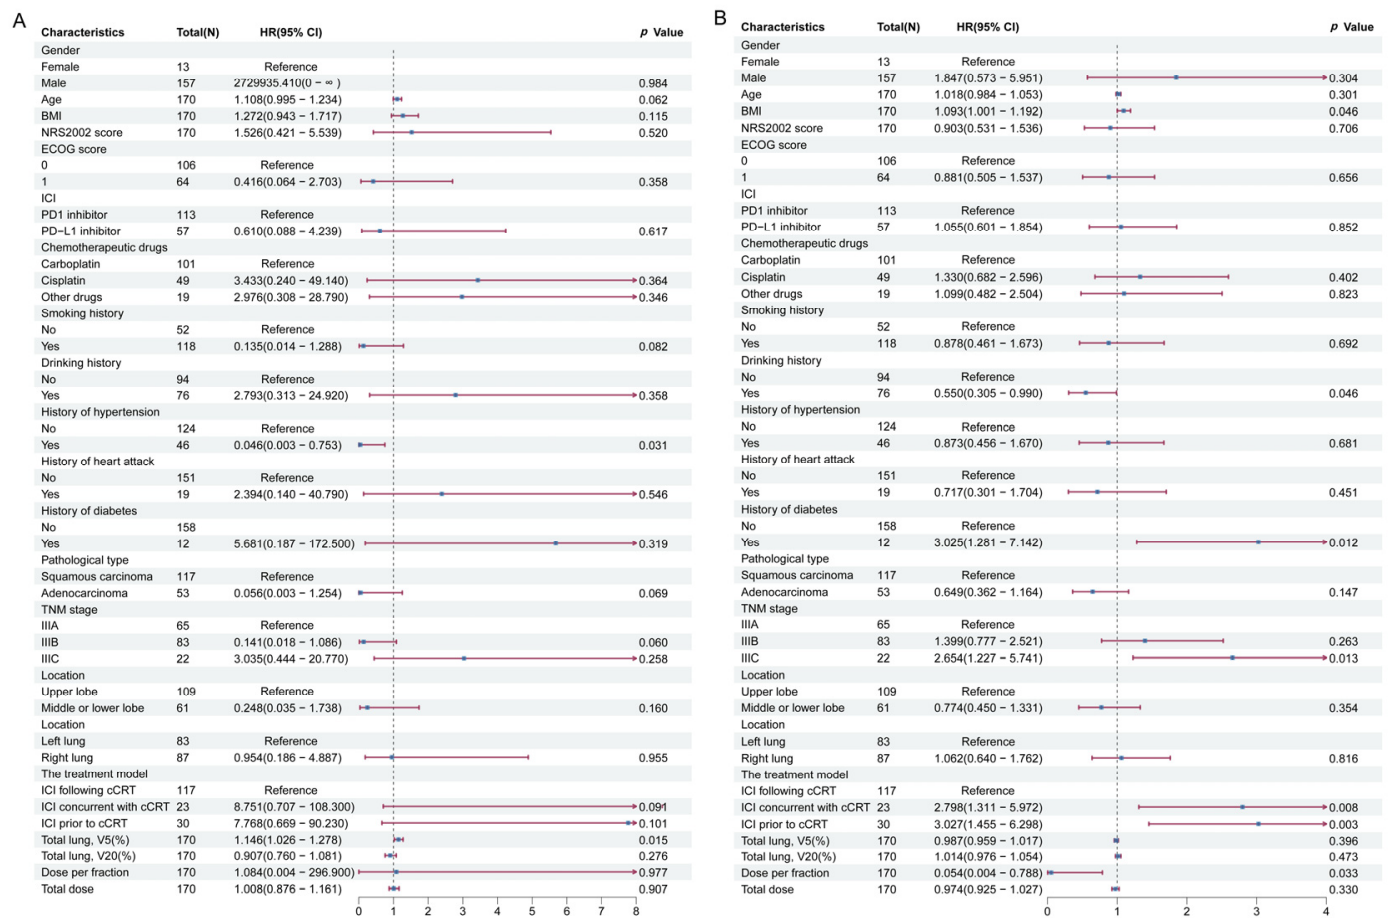 A
Characteristics Total(N) HR(95% CI) p Value
Gender
Female 13 Reference
Male 157 2729935.410(0 − ∞ ) 0.984
Age 170 1.108(0.995 − 1.234) 0.062
BMI 170 1.272(0.943 − 1.717) 0.115
NRS2002 score 170 1.526(0.421 − 5.539) 0.520
ECOG score
0 106 Reference
1 64 0.416(0.064 − 2.703) 0.358
ICI
PD1 inhibitor 113 Reference
PD−L1 inhibitor 57 0.610(0.088 − 4.239) 0.617
Chemotherapeutic drugs
Carboplatin 101 Reference
Cisplatin 49 3.433(0.240 − 49.140) 0.364
Other drugs 19 2.976(0.308 − 28.790) 0.346
Smoking history
No 52 Reference
Yes 118 0.135(0.014 − 1.288) 0.082
Drinking history
No 94 Reference
Yes 76 2.793(0.313 − 24.920) 0.358
History of hypertension
No 124 Reference
Yes 46 0.046(0.003 − 0.753) 0.031
History of heart attack
No 151 Reference
Yes 19 2.394(0.140 − 40.790) 0.546
History of diabetes
No 158
Yes 12 5.681(0.187 − 172.500) 0.319
Pathological type
Squamous carcinoma 117 Reference
Adenocarcinoma 53 0.056(0.003 − 1.254) 0.069
TNM stage
IIIA 65 Reference
IIIB 83 0.141(0.018 − 1.086) 0.060
IIIC 22 3.035(0.444 − 20.770) 0.258
Location
Upper lobe 109 Reference
Middle or lower lobe 61 0.248(0.035 − 1.738) 0.160
Location
Left lung 83 Reference
Right lung 87 0.954(0.186 − 4.887) 0.955
The treatment model
ICI following cCRT 117 Reference
ICI concurrent with cCRT 23 8.751(0.707 − 108.300) 0.091
ICI prior to cCRT 30 7.768(0.669 − 90.230) 0.101
Total lung, V5(%) 170 1.146(1.026 − 1.278) 0.015
Total lung, V20(%) 170 0.907(0.760 − 1.081) 0.276
Dose per fraction 170 1.084(0.004 − 296.900) 0.977
Total dose 170 1.008(0.876 − 1.161) 0.907
0 1 2 3 4 5 6 7 8
B
Characteristics Total(N) HR(95% CI) p Value
Gender
Female 13 Reference
Male 157 1.847(0.573 − 5.951) 0.304
Age 170 1.018(0.984 − 1.053) 0.301
BMI 170 1.093(1.001 − 1.192) 0.046
NRS2002 score 170 0.903(0.531 − 1.536) 0.706
ECOG score
0 106 Reference
1 64 0.881(0.505 − 1.537) 0.656
ICI
PD1 inhibitor 113 Reference
PD−L1 inhibitor 57 1.055(0.601 − 1.854) 0.852
Chemotherapeutic drugs
Carboplatin 101 Reference
Cisplatin 49 1.330(0.682 − 2.596) 0.402
Other drugs 19 1.099(0.482 − 2.504) 0.823
Smoking history
No 52 Reference
Yes 118 0.878(0.461 − 1.673) 0.692
Drinking history
No 94 Reference
Yes 76 0.550(0.305 − 0.990) 0.046
History of hypertension
No 124 Reference
Yes 46 0.873(0.456 − 1.670) 0.681
History of heart attack
No 151 Reference
Yes 19 0.717(0.301 − 1.704) 0.451
History of diabetes
No 158 Reference
Yes 12 3.025(1.281 − 7.142) 0.012
Pathological type
Squamous carcinoma 117 Reference
Adenocarcinoma 53 0.649(0.362 − 1.164) 0.147
TNM stage
IIIA 65 Reference
IIIB 83 1.399(0.777 − 2.521) 0.263
IIIC 22 2.654(1.227 − 5.741) 0.013
Location
Upper lobe 109 Reference
Middle or lower lobe 61 0.774(0.450 − 1.331) 0.354
Location
Left lung 83 Reference
Right lung 87 1.062(0.640 − 1.762) 0.816
The treatment model
ICI following cCRT 117 Reference
ICI concurrent with cCRT 23 2.798(1.311 − 5.972) 0.008
ICI prior to cCRT 30 3.027(1.455 − 6.298) 0.003
Total lung, V5(%) 170 0.987(0.959 − 1.017) 0.396
Total lung, V20(%) 170 1.014(0.976 − 1.054) 0.473
Dose per fraction 170 0.054(0.004 − 0.788) 0.033
Total dose 170 0.974(0.925 − 1.027) 0.330
0 1 2 3 4